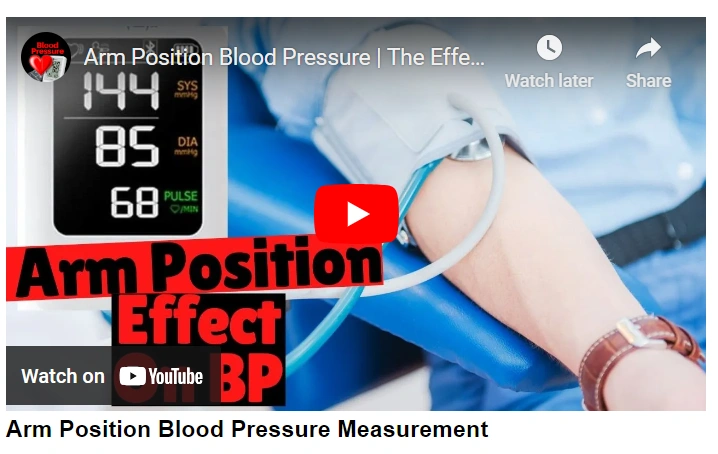 Blood
Pressure
Arm Position Blood Pressure | The Effe...
Watch later
Share
144 SYS
mmHg
85 DIA
mmHg
68 PULSE
/MIN
Arm Position
Effect
On BP
Watch on YouTube
Arm Position Blood Pressure Measurement